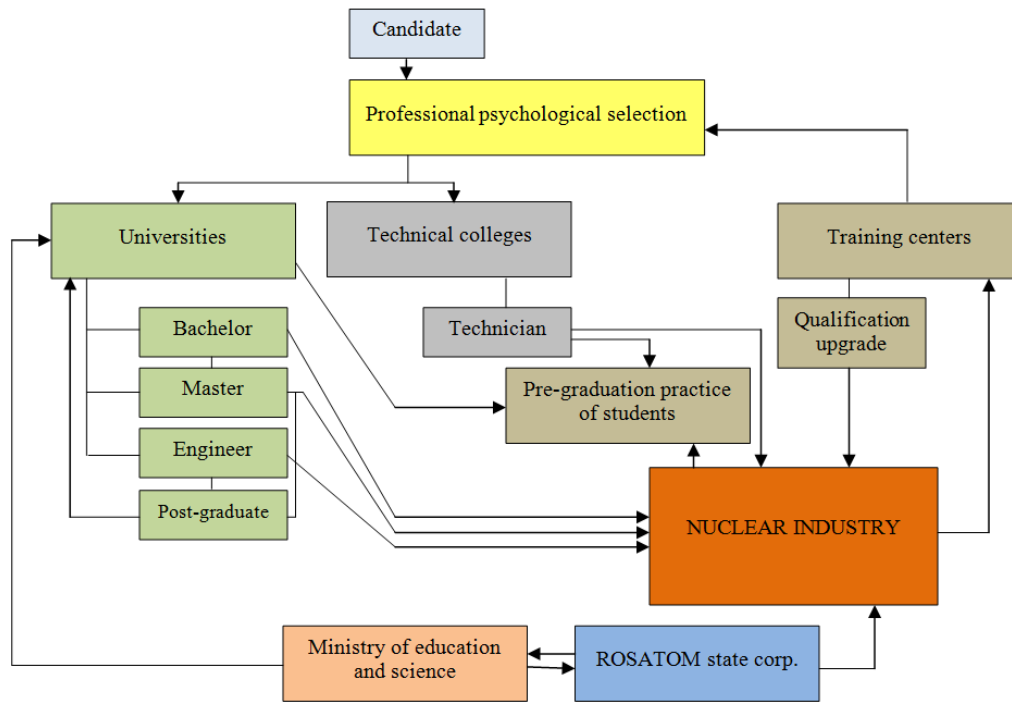 Candidate
Professional psychological selection
Universities
Technical colleges
Training centers
Bachelor
Technician
Qualification
upgrade
Master
Pre-graduation practice
of students
Engineer
Post-graduate
NUCLEAR INDUSTRY
Ministry of education
and science
ROSATOM state corp.